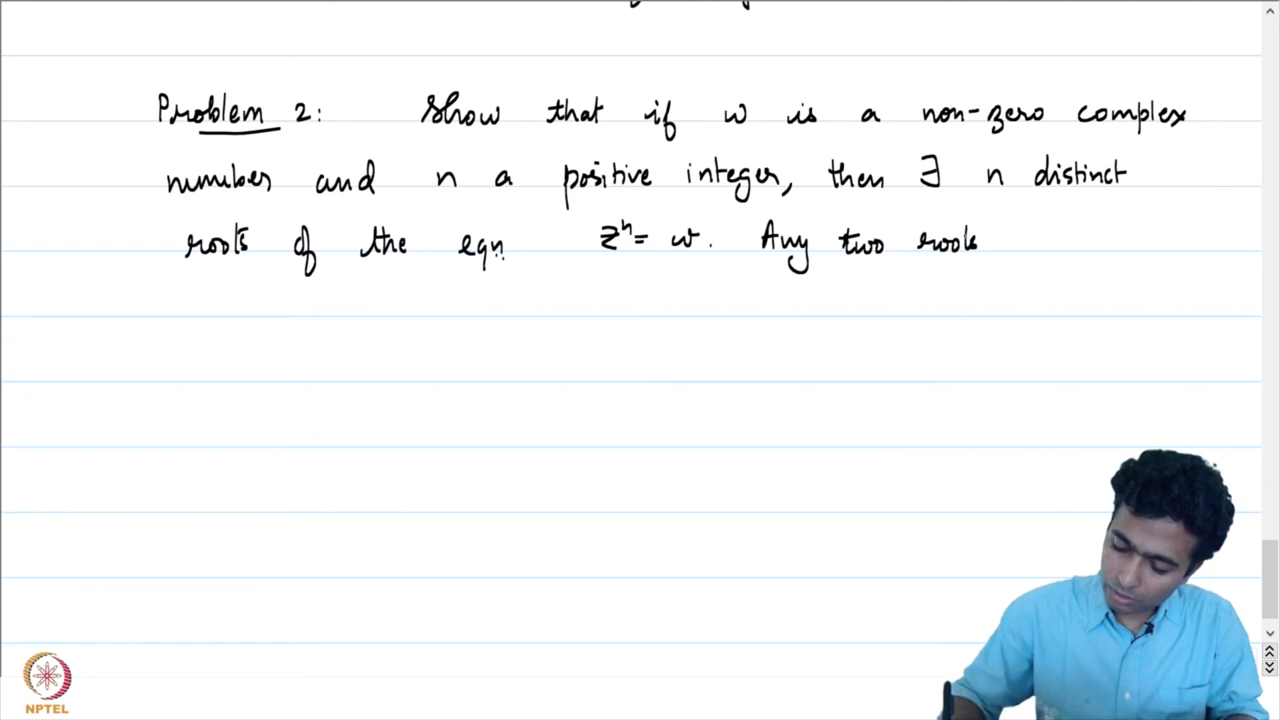 Problem 2: Show that if w is a non-zero complex
number and n a positive integer, then ∃ n distinct
roots of the eqn zⁿ = w. Any two roots
NPTEL